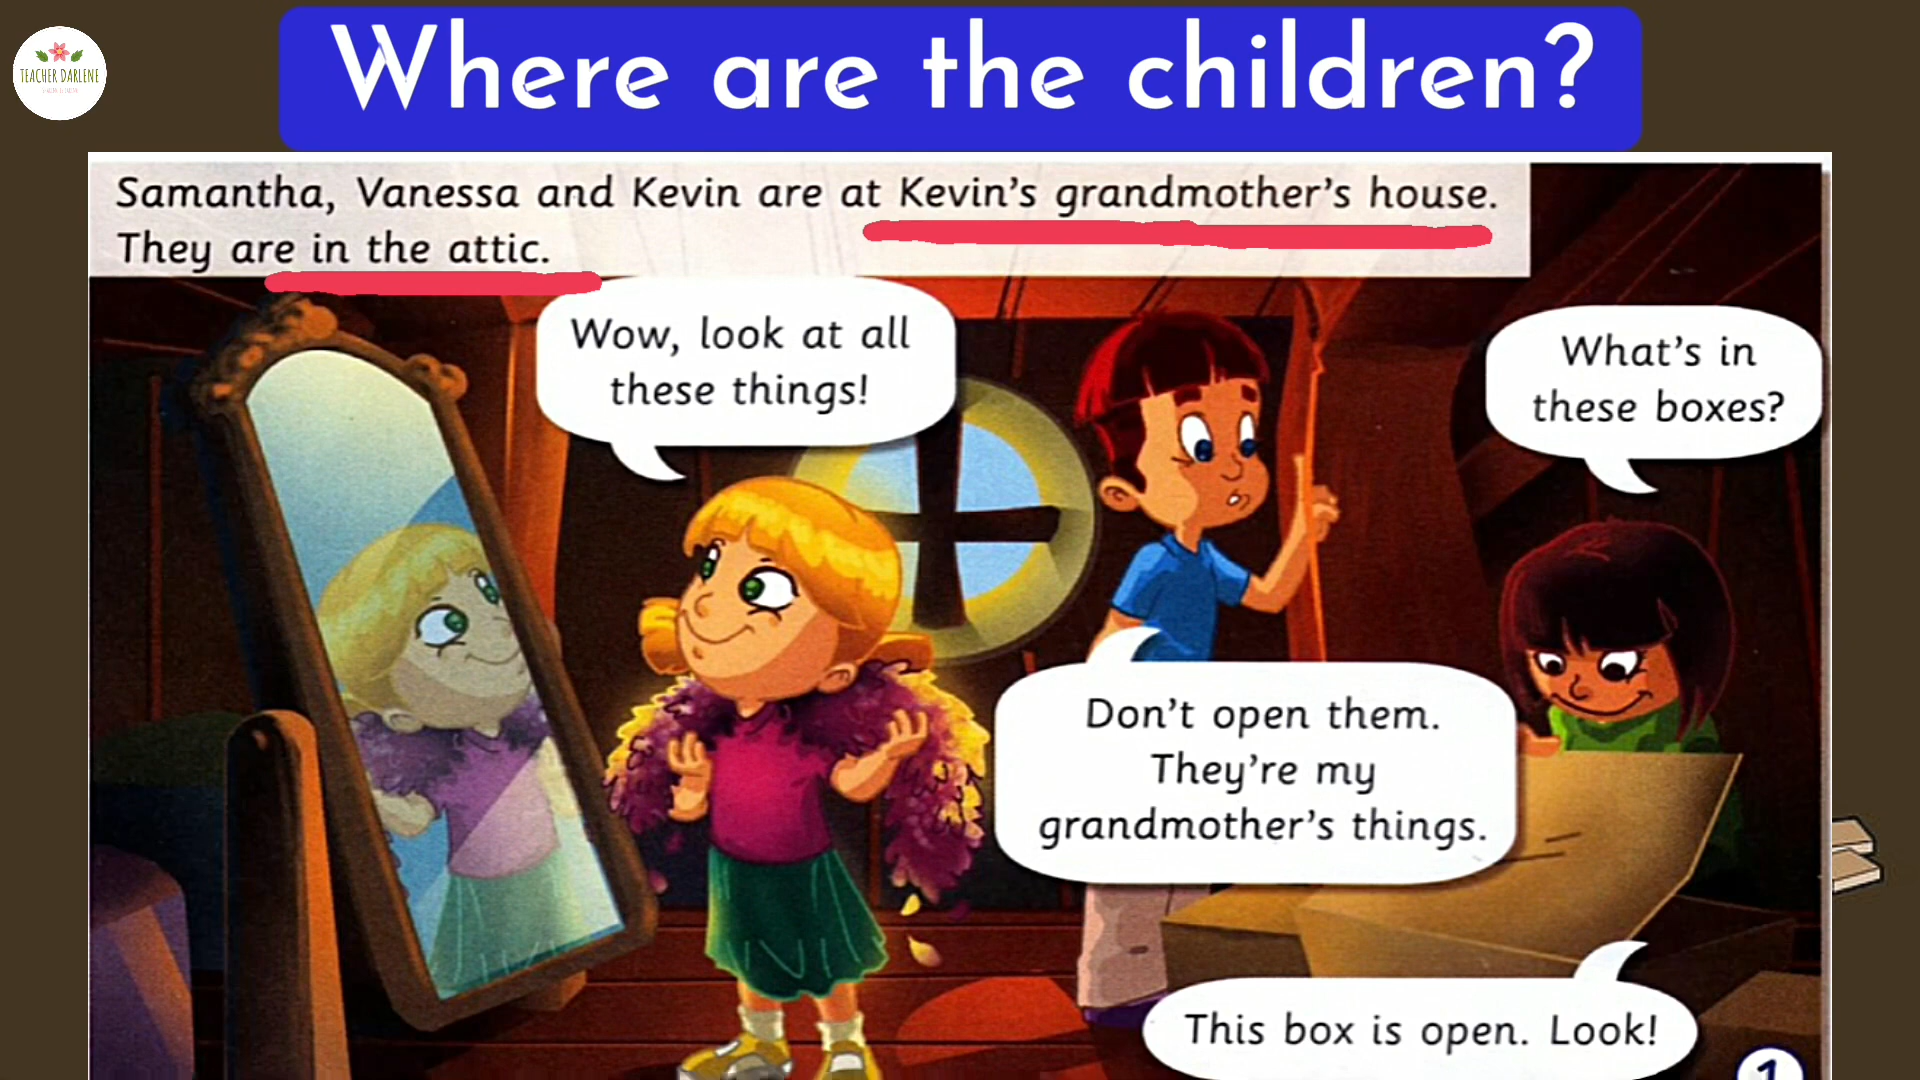 TEACHER DARLENE
Where are the children?
Samantha, Vanessa and Kevin are at Kevin's grandmother's house.
They are in the attic.
Wow, look at all
these things!
What's in
these boxes?
Don't open them.
They're my
grandmother's things.
This box is open. Look!
1